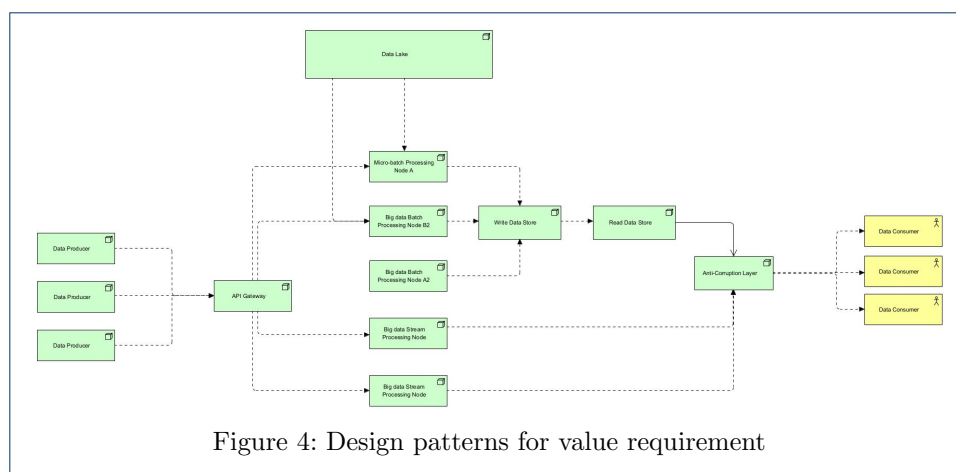 Data Lake
Micro-batch Processing
Node A
Big data Batch
Processing Node B2
Write Data Store
Read Data Store
Data Consumer
Data Producer
Big data Batch
Processing Node A2
Anti-Corruption Layer
Data Consumer
Data Producer
API Gateway
Data Consumer
Big data Stream
Processing Node
Data Producer
Big data Stream
Processing Node
Figure 4: Design patterns for value requirement